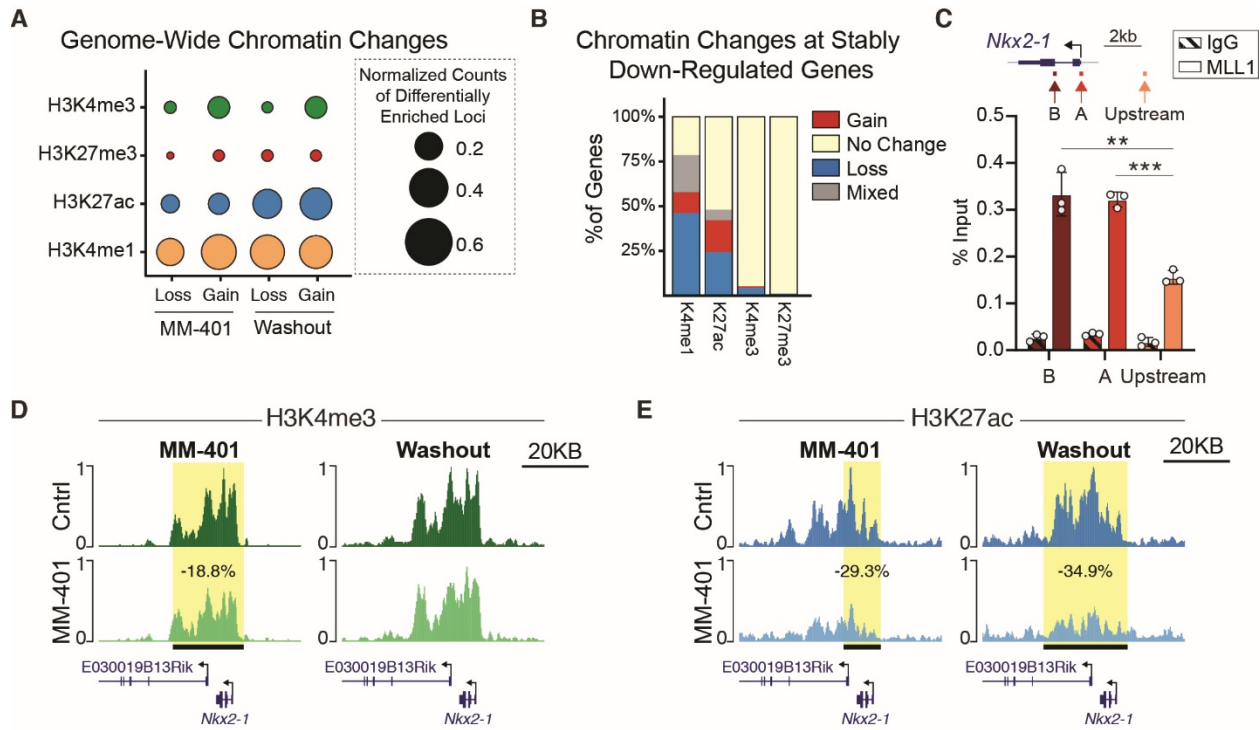 A
Genome-Wide Chromatin Changes
H3K4me3
H3K27me3
H3K27ac
H3K4me1
Loss Gain Loss Gain
MM-401 Washout
Normalized Counts
of Differentially
Enriched Loci
0.2
0.4
0.6
B
Chromatin Changes at Stably
Down-Regulated Genes
%of Genes
100%
75%
50%
25%
K4me1
K27ac
K4me3
K27me3
Gain
No Change
Loss
Mixed
C
Nkx2-1
2kb
IgG
MLL1
B A Upstream
% Input
0.5
0.4
0.3
0.2
0.1
0.0
**
***
B A Upstream
D
H3K4me3
MM-401 Washout 20KB
Cntrl
1 1
0 0
MM-401
1 1
-18.8%
0 0
E030019B13Rik E030019B13Rik
Nkx2-1 Nkx2-1
E
H3K27ac
MM-401 Washout 20KB
Cntrl
1 1
0 0
MM-401
1 1
-29.3% -34.9%
0 0
E030019B13Rik E030019B13Rik
Nkx2-1 Nkx2-1